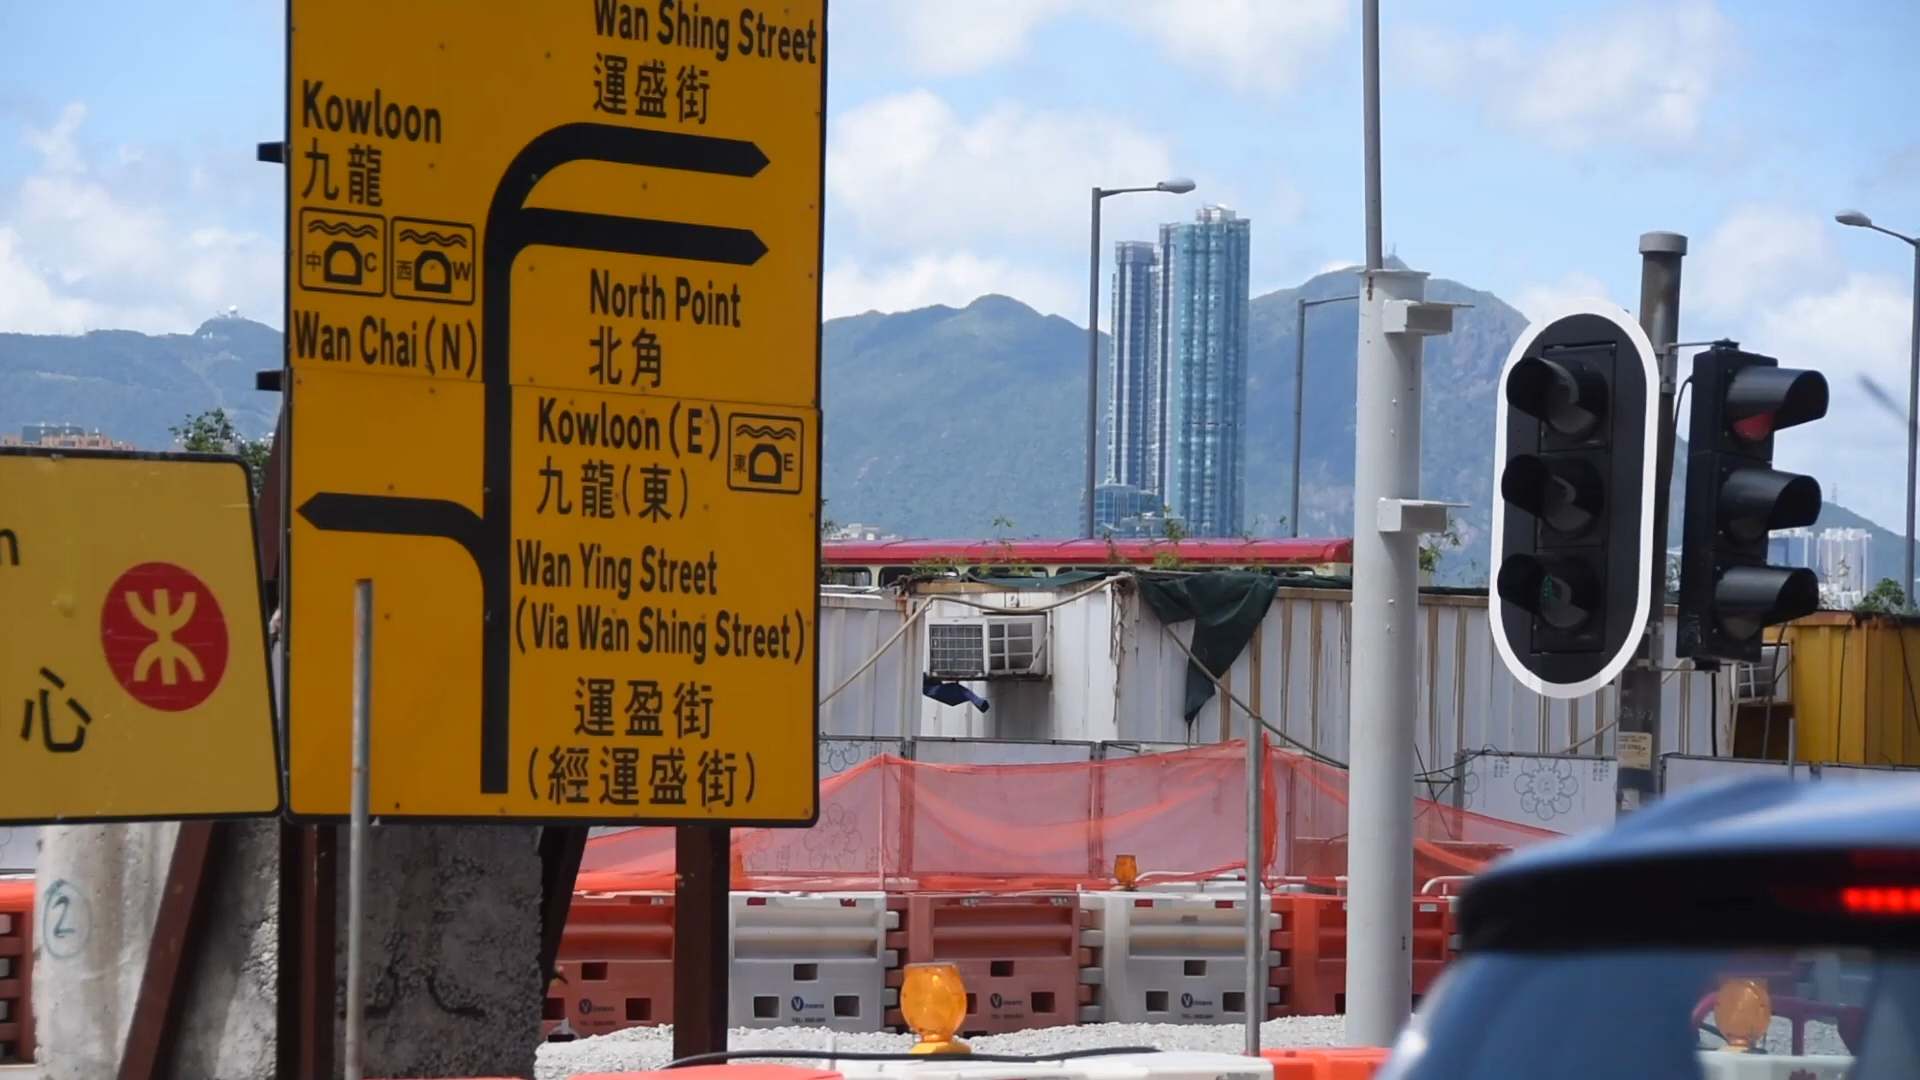 Wan Shing Street
運盛街
Kowloon
九龍
中 C
西 W
Wan Chai (N)
North Point
北角
Kowloon (E)
九龍(東)
東 E
Wan Ying Street
(Via Wan Shing Street)
運盈街
(經運盛街)
n
心
2